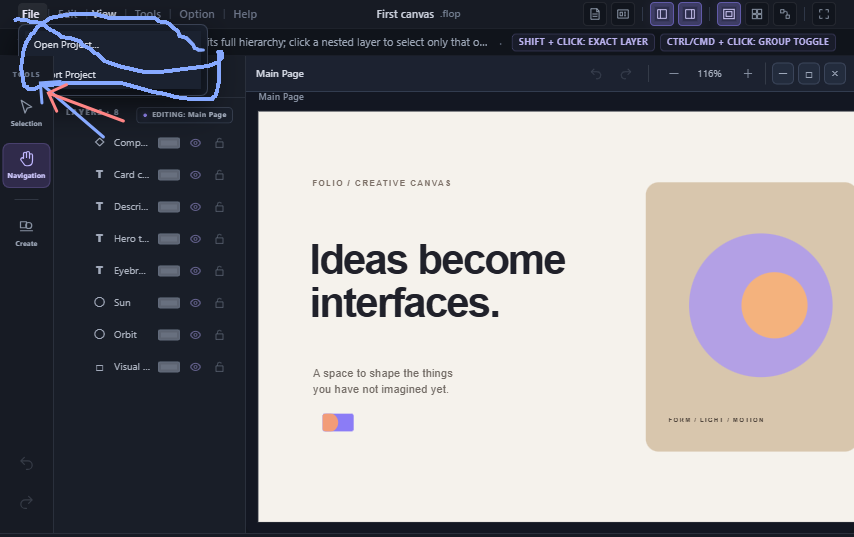 File Edit View Tools Option Help
First canvas .flop
Open Project...
its full hierarchy; click a nested layer to select only that o...
SHIFT + CLICK: EXACT LAYER
CTRL/CMD + CLICK: GROUP TOGGLE
ort Project
TOOLS
Selection
Navigation
Create
EDITING: Main Page
Comp...
Card c...
Descri...
Hero t...
Eyebr...
Sun
Orbit
Visual ...
Main Page
116%
Main Page
FOLIO / CREATIVE CANVAS
Ideas become
interfaces.
A space to shape the things
you have not imagined yet.
FORM / LIGHT / MOTION